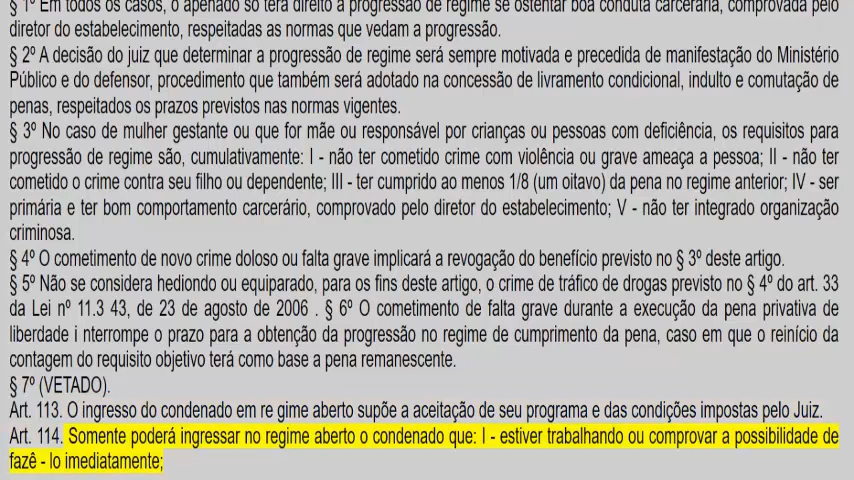 § 1º Em todos os casos, o apenado só terá direito à progressão de regime se ostentar boa conduta carcerária, comprovada pelo
diretor do estabelecimento, respeitadas as normas que vedam a progressão.
§ 2º A decisão do juiz que determinar a progressão de regime será sempre motivada e precedida de manifestação do Ministério
Público e do defensor, procedimento que também será adotado na concessão de livramento condicional, indulto e comutação de
penas, respeitados os prazos previstos nas normas vigentes.
§ 3º No caso de mulher gestante ou que for mãe ou responsável por crianças ou pessoas com deficiência, os requisitos para
progressão de regime são, cumulativamente: I - não ter cometido crime com violência ou grave ameaça a pessoa; II - não ter
cometido o crime contra seu filho ou dependente; III - ter cumprido ao menos 1/8 (um oitavo) da pena no regime anterior; IV - ser
primária e ter bom comportamento carcerário, comprovado pelo diretor do estabelecimento; V - não ter integrado organização
criminosa.
§ 4º O cometimento de novo crime doloso ou falta grave implicará a revogação do benefício previsto no § 3º deste artigo.
§ 5º Não se considera hediondo ou equiparado, para os fins deste artigo, o crime de tráfico de drogas previsto no § 4º do art. 33
da Lei nº 11.3 43, de 23 de agosto de 2006 . § 6º O cometimento de falta grave durante a execução da pena privativa de
liberdade i nterrompe o prazo para a obtenção da progressão no regime de cumprimento da pena, caso em que o reinício da
contagem do requisito objetivo terá como base a pena remanescente.
§ 7º (VETADO).
Art. 113. O ingresso do condenado em re gime aberto supõe a aceitação de seu programa e das condições impostas pelo Juiz.
Art. 114. Somente poderá ingressar no regime aberto o condenado que: I - estiver trabalhando ou comprovar a possibilidade de
fazê - lo imediatamente;